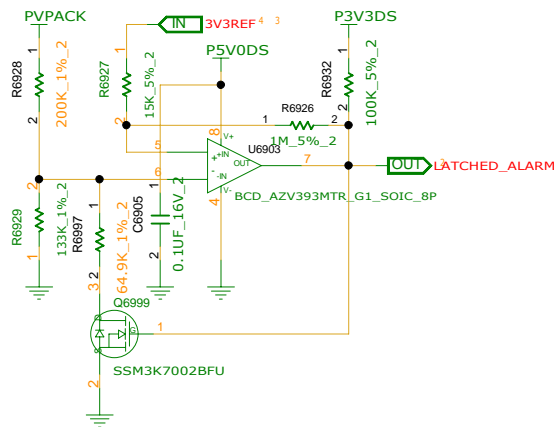 PVPACK
IN
3V3REF
4
3
P3V3DS
P5V0DS
1
R6928
2
200K_1%_2
1
R6927
2
15K_5%_2
1
R6932
2
100K_5%_2
R6926
1
2
1M_5%_2
8
V+
U6903
5
+
+IN
OUT
7
6
-
-IN
V-
4
OUT
LATCHED_ALARM
BCD_AZV393MTR_G1_SOIC_8P
2
R6929
1
133K_1%_2
1
R6997
2
64.9K_1%_2
1
C6905
2
0.1UF_16V_2
3
Q6999
G
1
2
SSM3K7002BFU